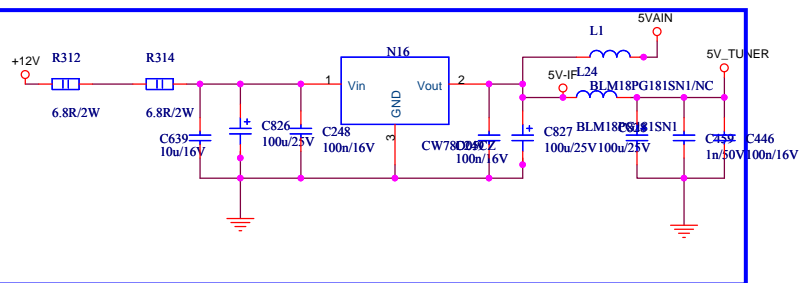 5VAIN
L1
+12V
R312
R314
N16
5V_TUNER
L24
5V-IF
1
Vin
Vout
2
BLM18PG181SN1/NC
6.8R/2W
6.8R/2W
GND
3
C639
10u/16V
C826
100u/25V
C248
100n/16V
100n/16V
C827
100u/25V
BLM18PG181SN1
100u/25V
C459
1n/50V
C446
100n/16V